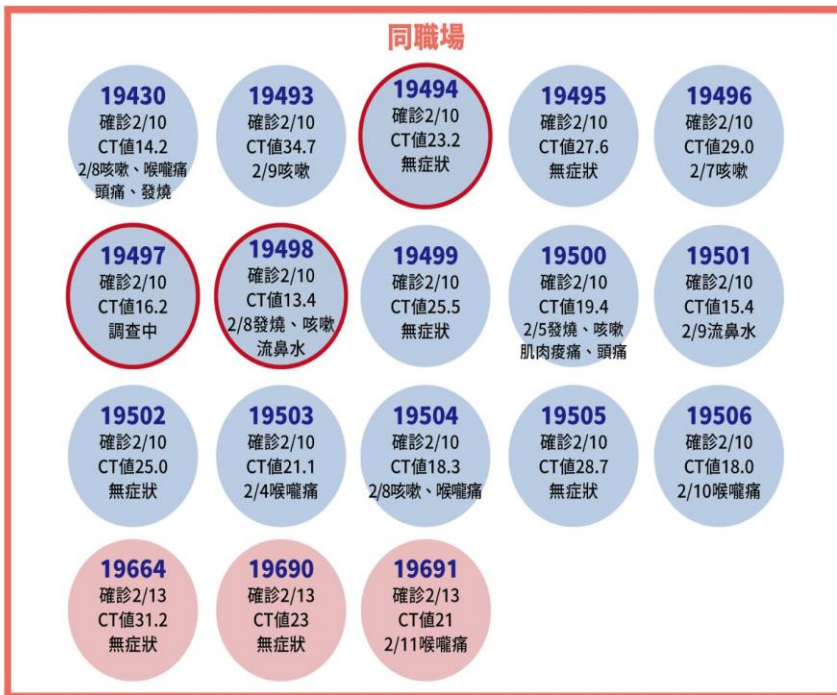 同職場
19430
確診2/10
CT值14.2
2/8咳嗽、喉嚨痛
頭痛、發燒
19493
確診2/10
CT值34.7
2/9咳嗽
19494
確診2/10
CT值23.2
無症狀
19495
確診2/10
CT值27.6
無症狀
19496
確診2/10
CT值29.0
2/7咳嗽
19497
確診2/10
CT值16.2
調查中
19498
確診2/10
CT值13.4
2/8發燒、咳嗽
流鼻水
19499
確診2/10
CT值25.5
無症狀
19500
確診2/10
CT值19.4
2/5發燒、咳嗽
肌肉痠痛、頭痛
19501
確診2/10
CT值15.4
2/9流鼻水
19502
確診2/10
CT值25.0
無症狀
19503
確診2/10
CT值21.1
2/4喉嚨痛
19504
確診2/10
CT值18.3
2/8咳嗽、喉嚨痛
19505
確診2/10
CT值28.7
無症狀
19506
確診2/10
CT值18.0
2/10喉嚨痛
19664
確診2/13
CT值31.2
無症狀
19690
確診2/13
CT值23
無症狀
19691
確診2/13
CT值21
2/11喉嚨痛